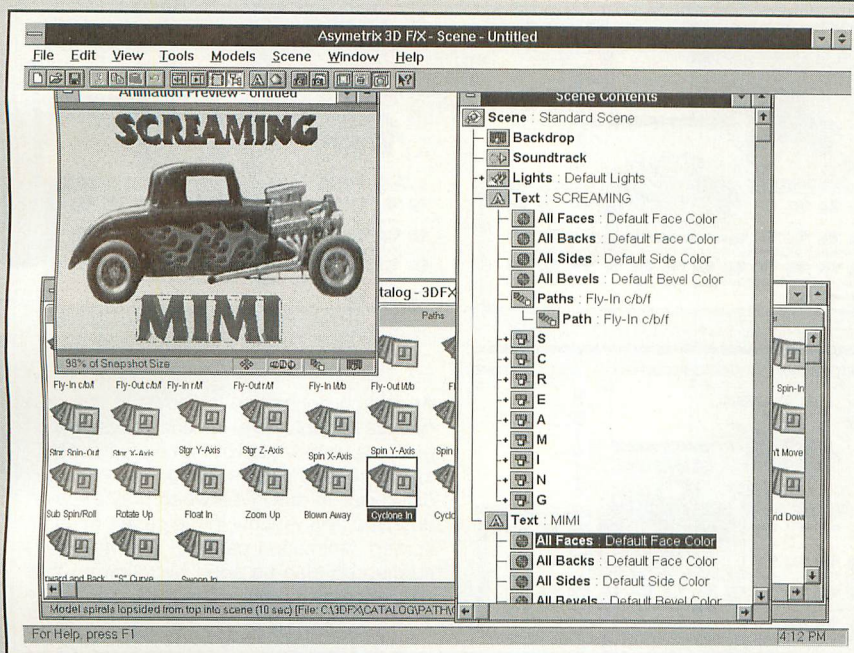 Asymetrix 3D F/X - Scene - Untitled
File Edit View Tools Models Scene Window Help
Animation Preview - Untitled
SCREAMING
MIMI
98% of Snapshot Size
Scene Contents
Scene : Standard Scene
Backdrop
Soundtrack
Lights : Default Lights
Text : SCREAMING
All Faces : Default Face Color
All Backs : Default Face Color
All Sides : Default Side Color
All Bevels : Default Bevel Color
Paths : Fly-In c/b/f
Path : Fly-In c/b/f
S
C
R
E
A
M
I
N
G
Text : MIMI
All Faces : Default Face Color
All Backs : Default Face Color
All Sides : Default Side Color
All Bevels : Default Bevel Color
talog - 3DFX
Paths
Fly-In c/b/f Fly-Out c/b/f Fly-In r/l/f Fly-Out r/l/f Fly-In l/l/b Fly-Out l/l/b Spin-In
Stgr Spin-Out Stgr X-Axis Stgr Y-Axis Stgr Z-Axis Spin X-Axis Spin Y-Axis Spin 't Move
Sub Spin/Roll Rotate Up Float In Zoom Up Blown Away Cyclone In Cyclo nd Down
ward and Back "S" Curve Swoop In
Model spirals lopsided from top into scene (10 sec) [File: C:\3DFX\CATALOG\PATH\
For Help, press F1
4:12 PM